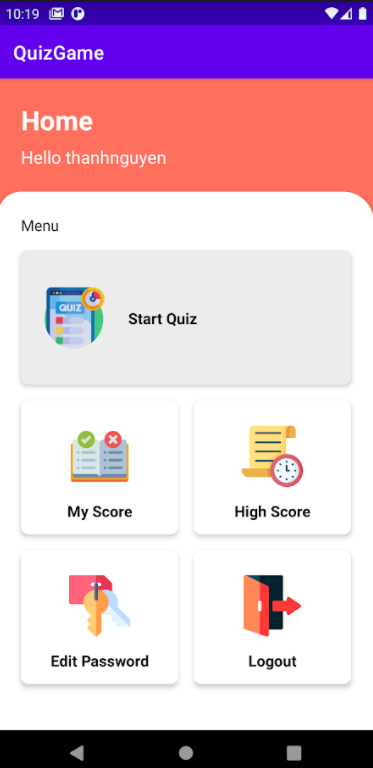 10:19
QuizGame
Home
Hello thanhnguyen
Menu
QUIZ
Start Quiz
My Score
High Score
Edit Password
Logout